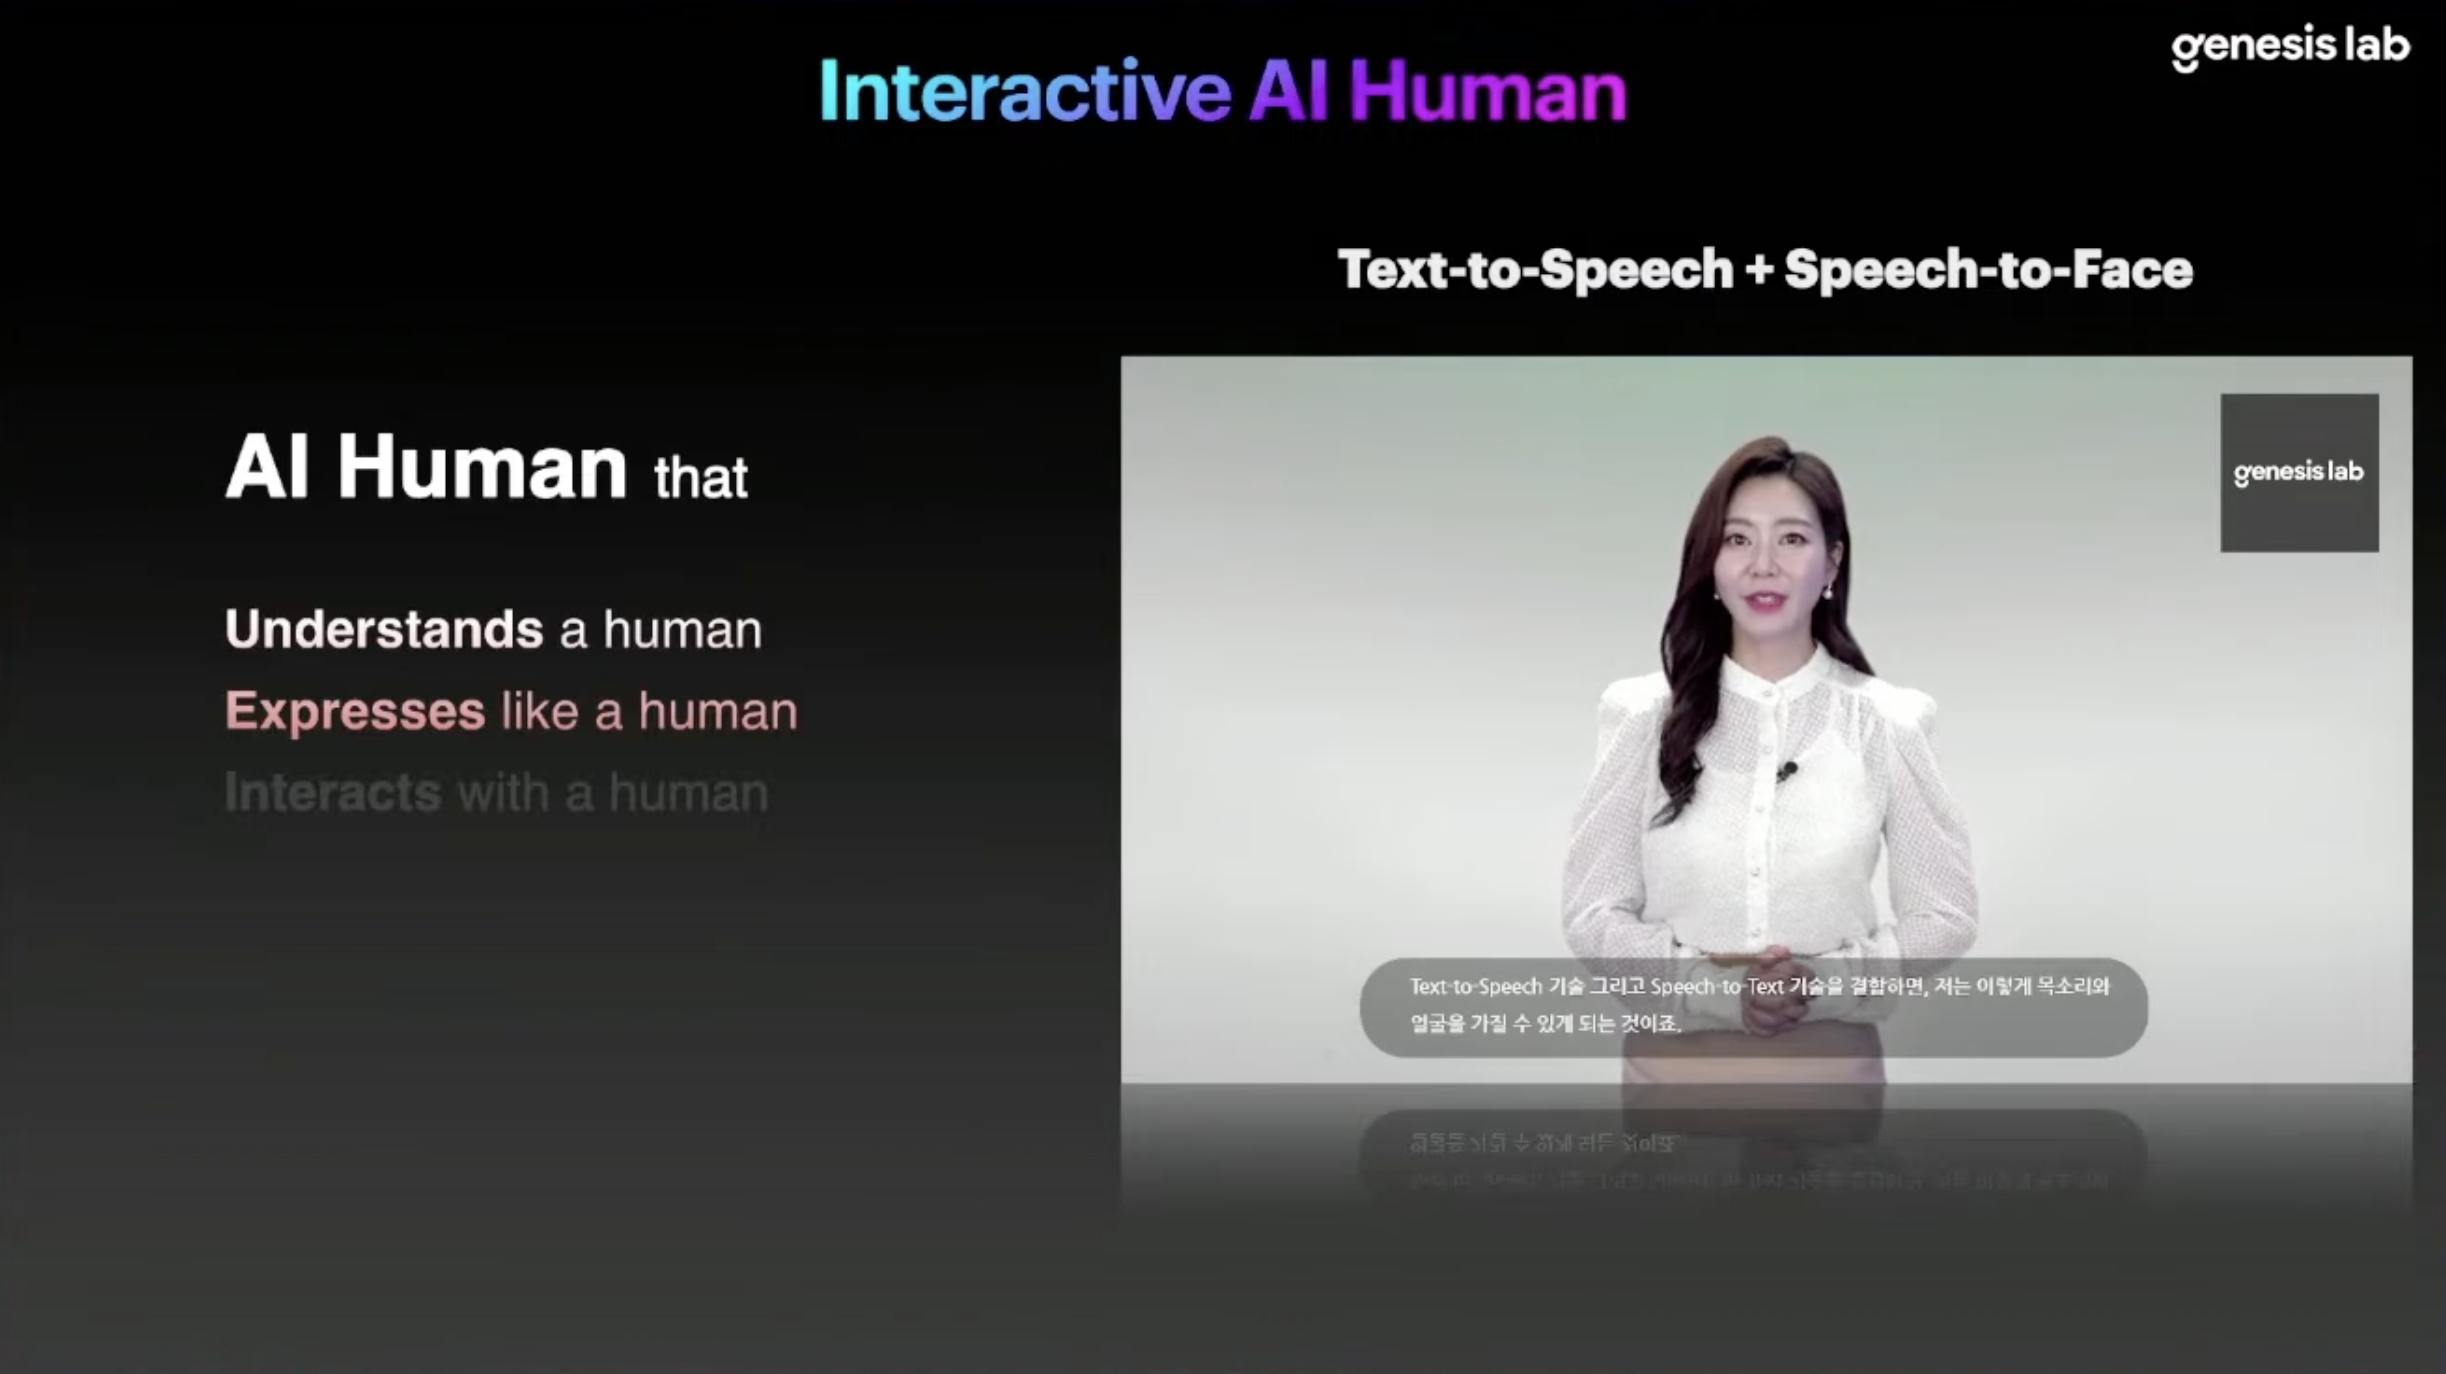 genesis lab
Interactive AI Human
Text-to-Speech + Speech-to-Face
AI Human that
Understands a human
Expresses like a human
Interacts with a human
genesis lab
Text-to-Speech 기술 그리고 Speech-to-Text 기술을 결합하면, 저는 이렇게 목소리와
얼굴을 가질 수 있게 되는 것이죠.